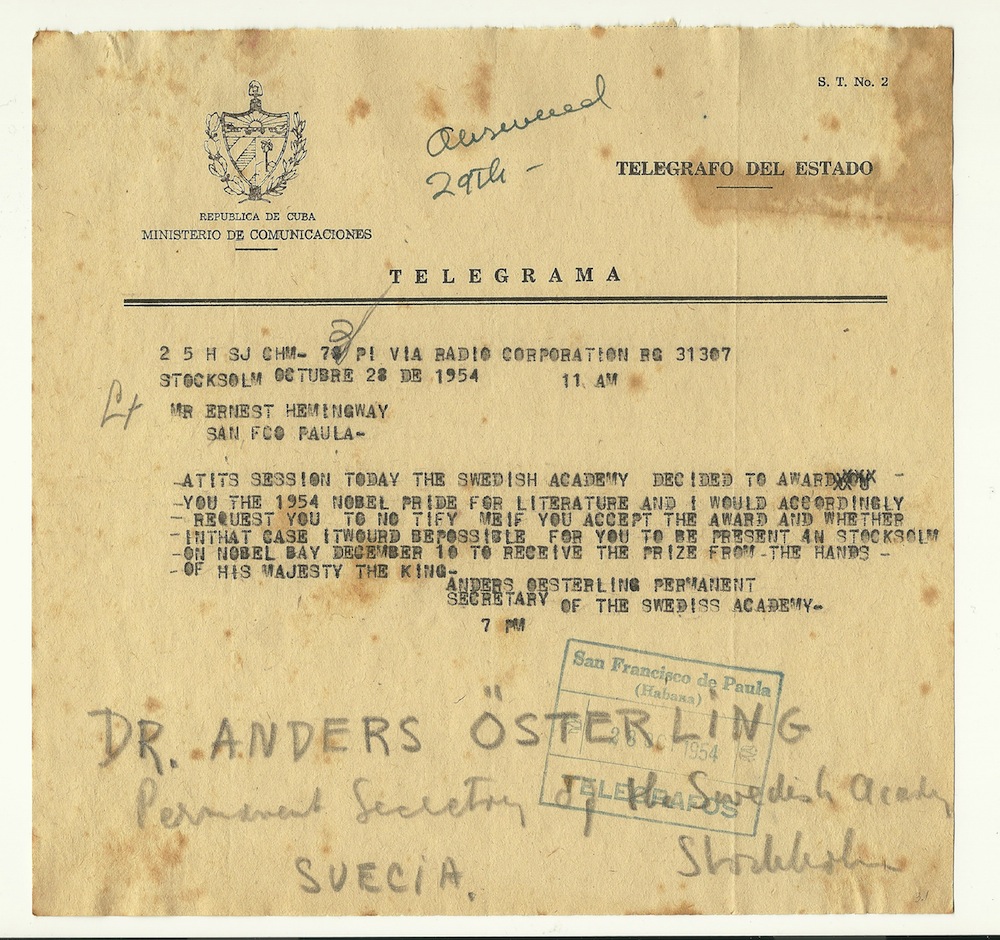 S. T. No. 2
Answered
29th -
TELEGRAFO DEL ESTADO
REPUBLICA DE CUBA
MINISTERIO DE COMUNICACIONES
TELEGRAMA
2 5 H SJ CHM- 73 PI VIA RADIO CORPORATION RG 31307
STOCKSOLM OCTUBRE 28 DE 1954 11 AM
MR ERNEST HEMINGWAY
SAN FCO PAULA-
-ATITS SESSION TODAY THE SWEDISH ACADEMY DECIDED TO AWARDXXXX -
-YOU THE 1954 NOBEL PRIDE FOR LITERATURE AND I WOULD ACCORDINGLY
- REQUEST YOU TO NO TIFY MEIF YOU ACCEPT THE AWARD AND WHETHER
-INTHAT CASE ITWOURD BEPOSSIBLE FOR YOU TO BE PRESENT 4N STOCKSOLM
-ON NOBEL BAY DECEMBER 10 TO RECEIVE THE PRIZE FROM-THE HANDS -
-OF HIS MAJESTY THE KING-
ANDERS OESTERLING PERMANENT
SECRETARY OF THE SWEDISS ACADEMY-
7 PM
San Francisco de Paula
(Habana)
28 1954
TELEGRAFOS
DR. ANDERS ÖSTERLING
Permanent Secretary of the Swedish Academy
Stockholm
SUECIA.